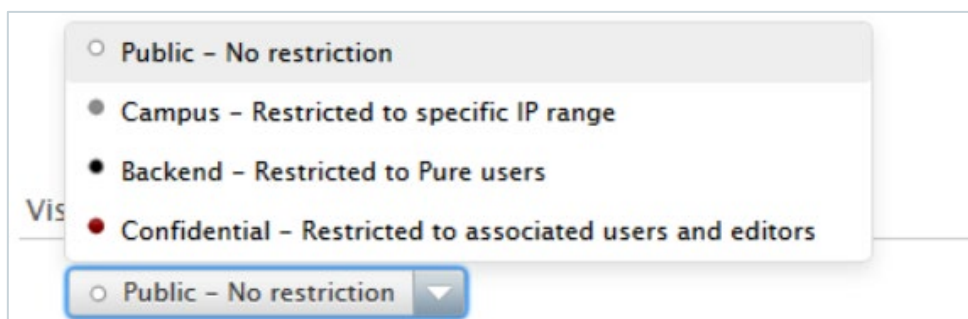 Public – No restriction
Campus – Restricted to specific IP range
Backend – Restricted to Pure users
Confidential – Restricted to associated users and editors
Vis
Public – No restriction